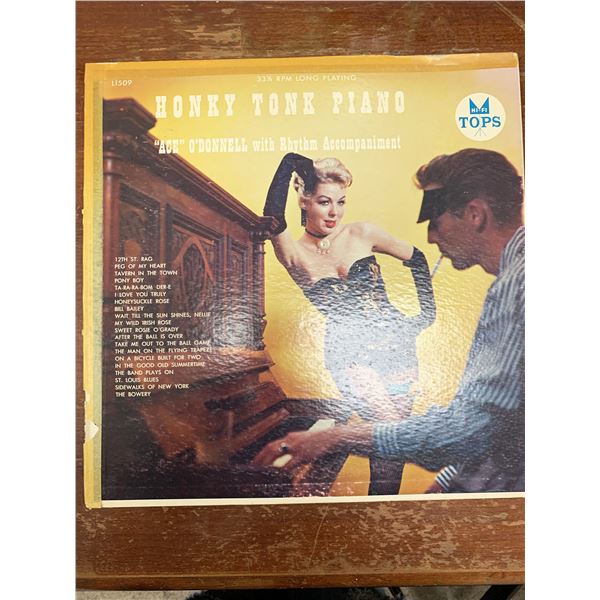 33⅓ RPM LONG PLAYING
L1509
HONKY TONK PIANO
HI-FI
TOPS
"ACE" O'DONNELL with Rhythm Accompaniment
12TH ST. RAG
PEG OF MY HEART
TAVERN IN THE TOWN
PONY BOY
TA-RA-RA-BOM DER-E
I LOVE YOU TRULY
HONEYSUCKLE ROSE
BILL BAILEY
WAIT TILL THE SUN SHINES, NELLIE
MY WILD IRISH ROSE
SWEET ROSIE O'GRADY
AFTER THE BALL IS OVER
TAKE ME OUT TO THE BALL GAME
THE MAN ON THE FLYING TRAPEZE
ON A BICYCLE BUILT FOR TWO
IN THE GOOD OLD SUMMERTIME
THE BAND PLAYS ON
ST. LOUIS BLUES
SIDEWALKS OF NEW YORK
THE BOWERY